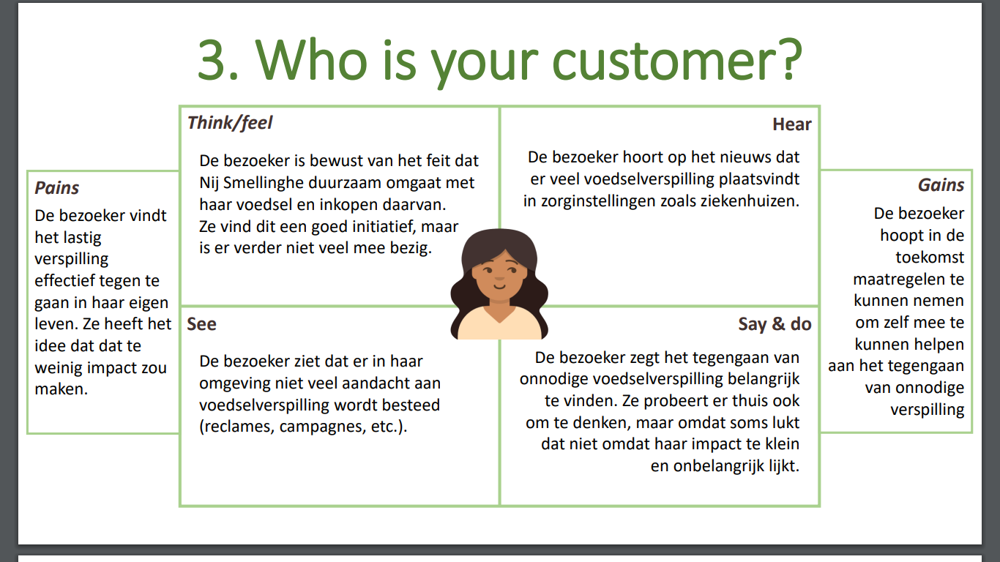 3. Who is your customer?
Think/feel
De bezoeker is bewust van het feit dat
Nij Smellinghe duurzaam omgaat met
haar voedsel en inkopen daarvan.
Ze vind dit een goed initiatief, maar
is er verder niet veel mee bezig.
Hear
De bezoeker hoort op het nieuws dat
er veel voedselverspilling plaatsvindt
in zorginstellingen zoals ziekenhuizen.
Pains
De bezoeker vindt
het lastig
verspilling
effectief tegen te
gaan in haar eigen
leven. Ze heeft het
idee dat dat te
weinig impact zou
maken.
Gains
De bezoeker
hoopt in de
toekomst
maatregelen te
kunnen nemen
om zelf mee te
kunnen helpen
aan het tegengaan
van onnodige
verspilling
See
De bezoeker ziet dat er in haar
omgeving niet veel aandacht aan
voedselverspilling wordt besteed
(reclames, campagnes, etc.).
Say & do
De bezoeker zegt het tegengaan van
onnodige voedselverspilling belangrijk
te vinden. Ze probeert er thuis ook
om te denken, maar omdat soms lukt
dat niet omdat haar impact te klein
en onbelangrijk lijkt.